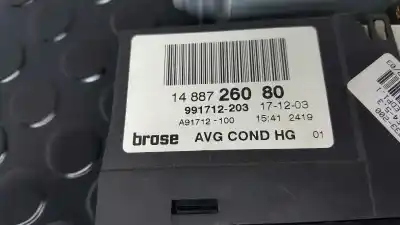 14 887 260 80
991712-203 17-12-03
A91712-100 15:41 2419
brose AVG COND HG 01